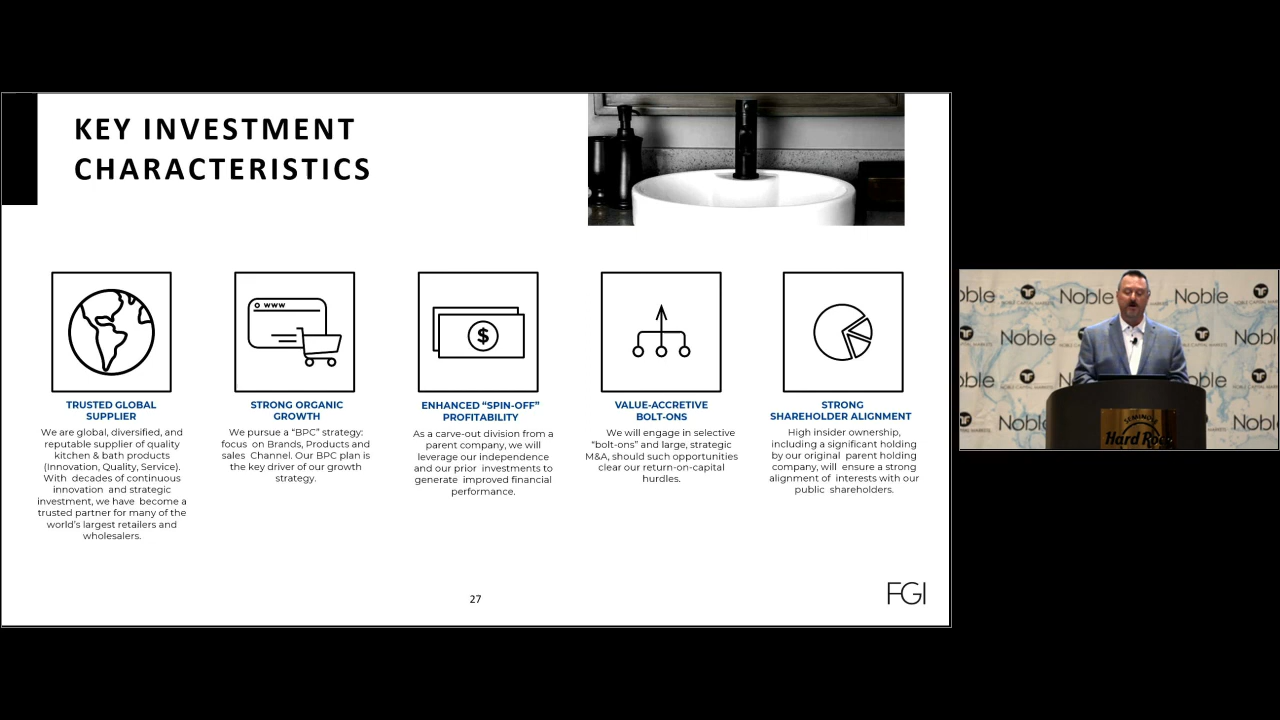 KEY INVESTMENT
CHARACTERISTICS
www
$
TRUSTED GLOBAL
SUPPLIER
We are global, diversified, and
reputable supplier of quality
kitchen & bath products
(Innovation, Quality, Service).
With decades of continuous
innovation and strategic
investment, we have become a
trusted partner for many of the
world's largest retailers and
wholesalers.
STRONG ORGANIC
GROWTH
We pursue a “BPC” strategy:
focus on Brands, Products and
sales Channel. Our BPC plan is
the key driver of our growth
strategy.
ENHANCED “SPIN-OFF”
PROFITABILITY
As a carve-out division from a
parent company, we will
leverage our independence
and our prior investments to
generate improved financial
performance.
VALUE-ACCRETIVE
BOLT-ONS
We will engage in selective
“bolt-ons” and large, strategic
M&A, should such opportunities
clear our return-on-capital
hurdles.
STRONG
SHAREHOLDER ALIGNMENT
High insider ownership,
including a significant holding
by our original parent holding
company, will ensure a strong
alignment of interests with our
public shareholders.
27
FGI
oble Noble Noble
Noble Noble Nobl
oble
Hard Rock